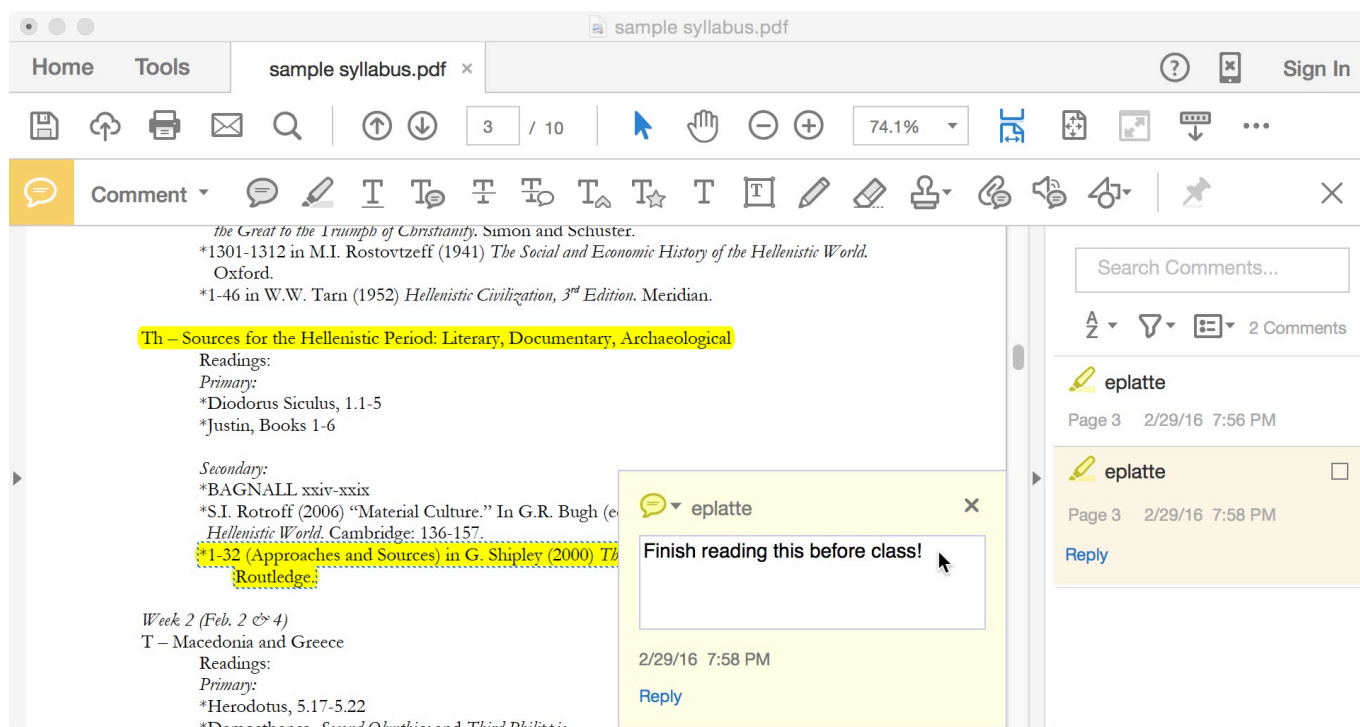 sample syllabus.pdf
Home Tools sample syllabus.pdf × ? Sign In
3 / 10 74.1%
Comment
the Great to the Triumph of Christianity. Simon and Schuster.
*1301-1312 in M.I. Rostovtzeff (1941) The Social and Economic History of the Hellenistic World.
Oxford.
*1-46 in W.W. Tarn (1952) Hellenistic Civilization, 3rd Edition. Meridian.
Th – Sources for the Hellenistic Period: Literary, Documentary, Archaeological
Readings:
Primary:
*Diodorus Siculus, 1.1-5
*Justin, Books 1-6
Secondary:
*BAGNALL xxiv-xxix
*S.I. Rotroff (2006) “Material Culture.” In G.R. Bugh
Hellenistic World. Cambridge: 136-157.
*1-32 (Approaches and Sources) in G. Shipley (2000)
Routledge.
Week 2 (Feb. 2 & 4)
T – Macedonia and Greece
Readings:
Primary:
*Herodotus, 5.17-5.22
*Demosthenes, Second Olynthiac and Third Philippic
eplatte
Finish reading this before class!
2/29/16 7:58 PM
Reply
Search Comments...
A Z 2 Comments
eplatte
Page 3 2/29/16 7:56 PM
eplatte
Page 3 2/29/16 7:58 PM
Reply